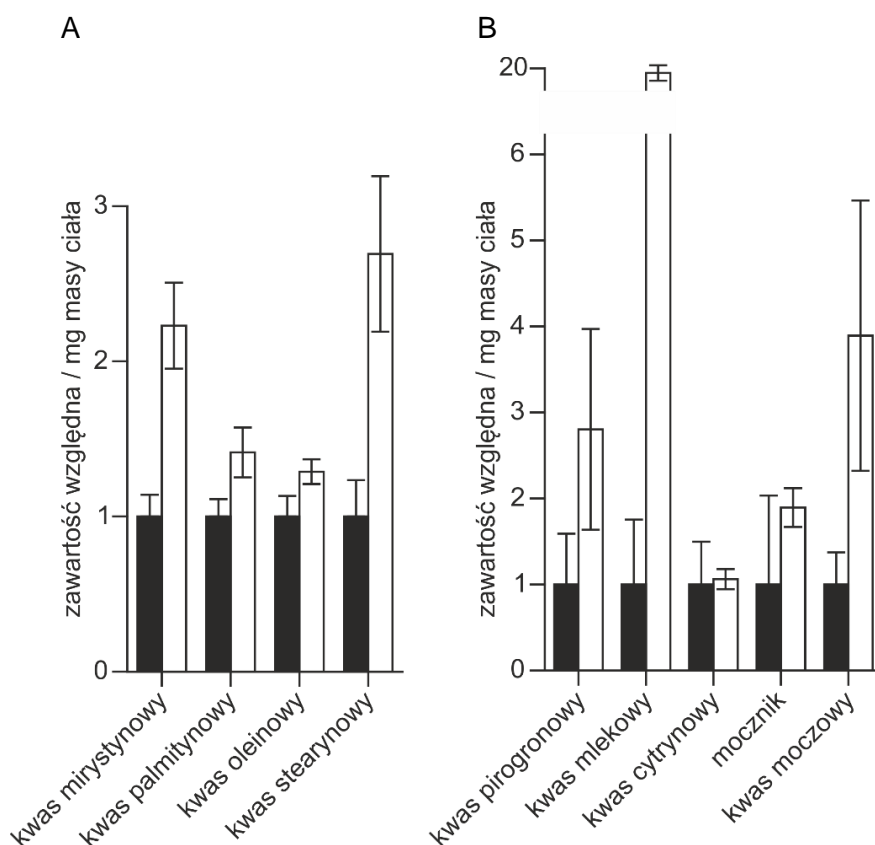 A
zawartość względna / mg masy ciała
3
2
1
0
kwas mirystynowy
kwas palmitynowy
kwas oleinowy
kwas stearynowy
B
zawartość względna / mg masy ciała
20
6
5
4
3
2
1
0
kwas pirogronowy
kwas mlekowy
kwas cytrynowy
mocznik
kwas moczowy